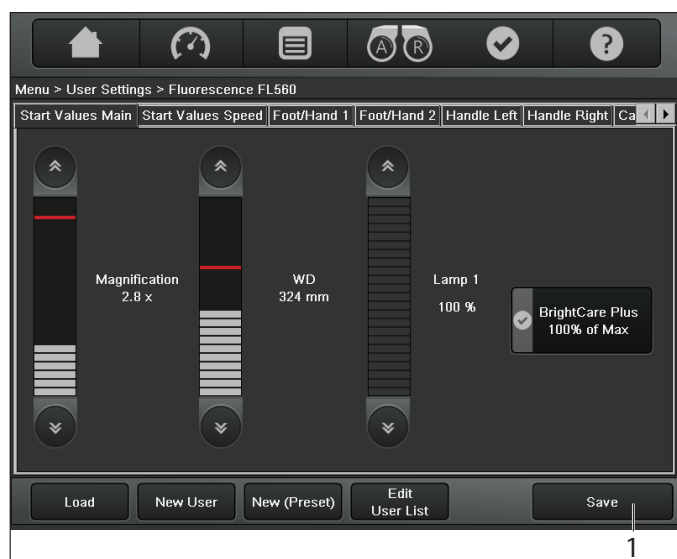 A R ?
Menu > User Settings > Fluorescence FL560
Start Values Main Start Values Speed Foot/Hand 1 Foot/Hand 2 Handle Left Handle Right Ca
Magnification
2.8 x
WD
324 mm
Lamp 1
100 %
BrightCare Plus
100% of Max
Load New User New (Preset) Edit
User List
Save
1